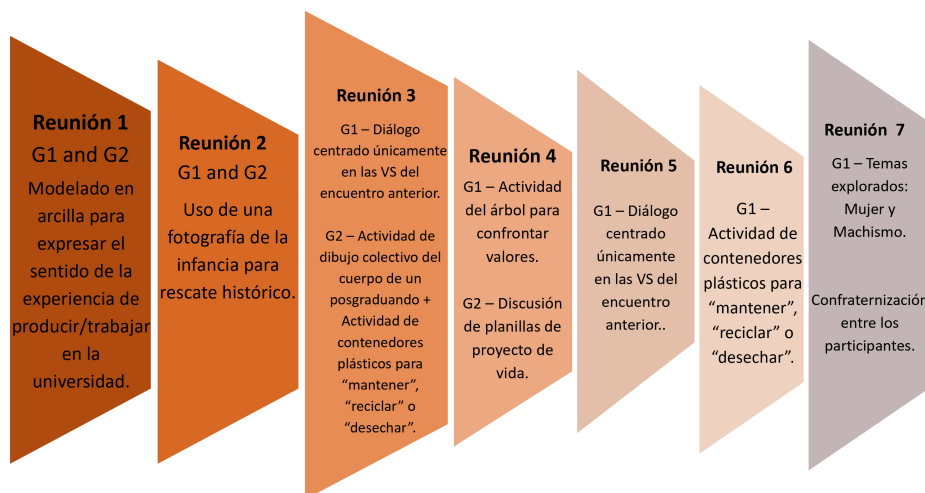 Reunión 1
G1 and G2
Modelado en
arcilla para
expresar el
sentido de la
experiencia de
producir/trabajar
en la
universidad.
Reunión 2
G1 and G2
Uso de una
fotografía de la
infancia para
rescate histórico.
Reunión 3
G1 – Diálogo
centrado únicamente
en las VS del
encuentro anterior.
G2 – Actividad de
dibujo colectivo del
cuerpo de un
posgraduando +
Actividad de
contenedores
plásticos para
“mantener”,
“reciclar” o
“desechar”.
Reunión 4
G1 – Actividad
del árbol para
confrontar
valores.
G2 – Discusión
de planillas de
proyecto de
vida.
Reunión 5
G1 – Diálogo
centrado
únicamente
en las VS del
encuentro
anterior..
Reunión 6
G1 –
Actividad de
contenedores
plásticos para
“mantener”,
“reciclar” o
“desechar”.
Reunión 7
G1 – Temas
explorados:
Mujer y
Machismo.
Confraternización
entre los
participantes.